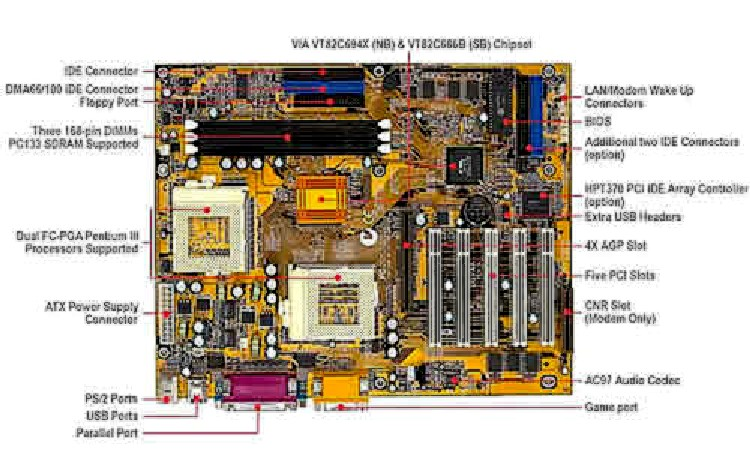 VIA VT82C694X (NB) & VT82C686B (SB) Chipset
IDE Connector
DMA66/100 IDE Connector
Floppy Port
Three 168-pin DIMMs
PC133 SDRAM Supported
Dual FC-PGA Pentium III
Processors Supported
ATX Power Supply
Connector
PS/2 Ports
USB Ports
Parallel Port
LAN/Modem Wake Up
Connectors
BIOS
Additional two IDE Connectors
(option)
HPT370 PCI IDE Array Controller
(option)
Extra USB Headers
4X AGP Slot
Five PCI Slots
CNR Slot
(Modem Only)
AC97 Audio Codec
Game port